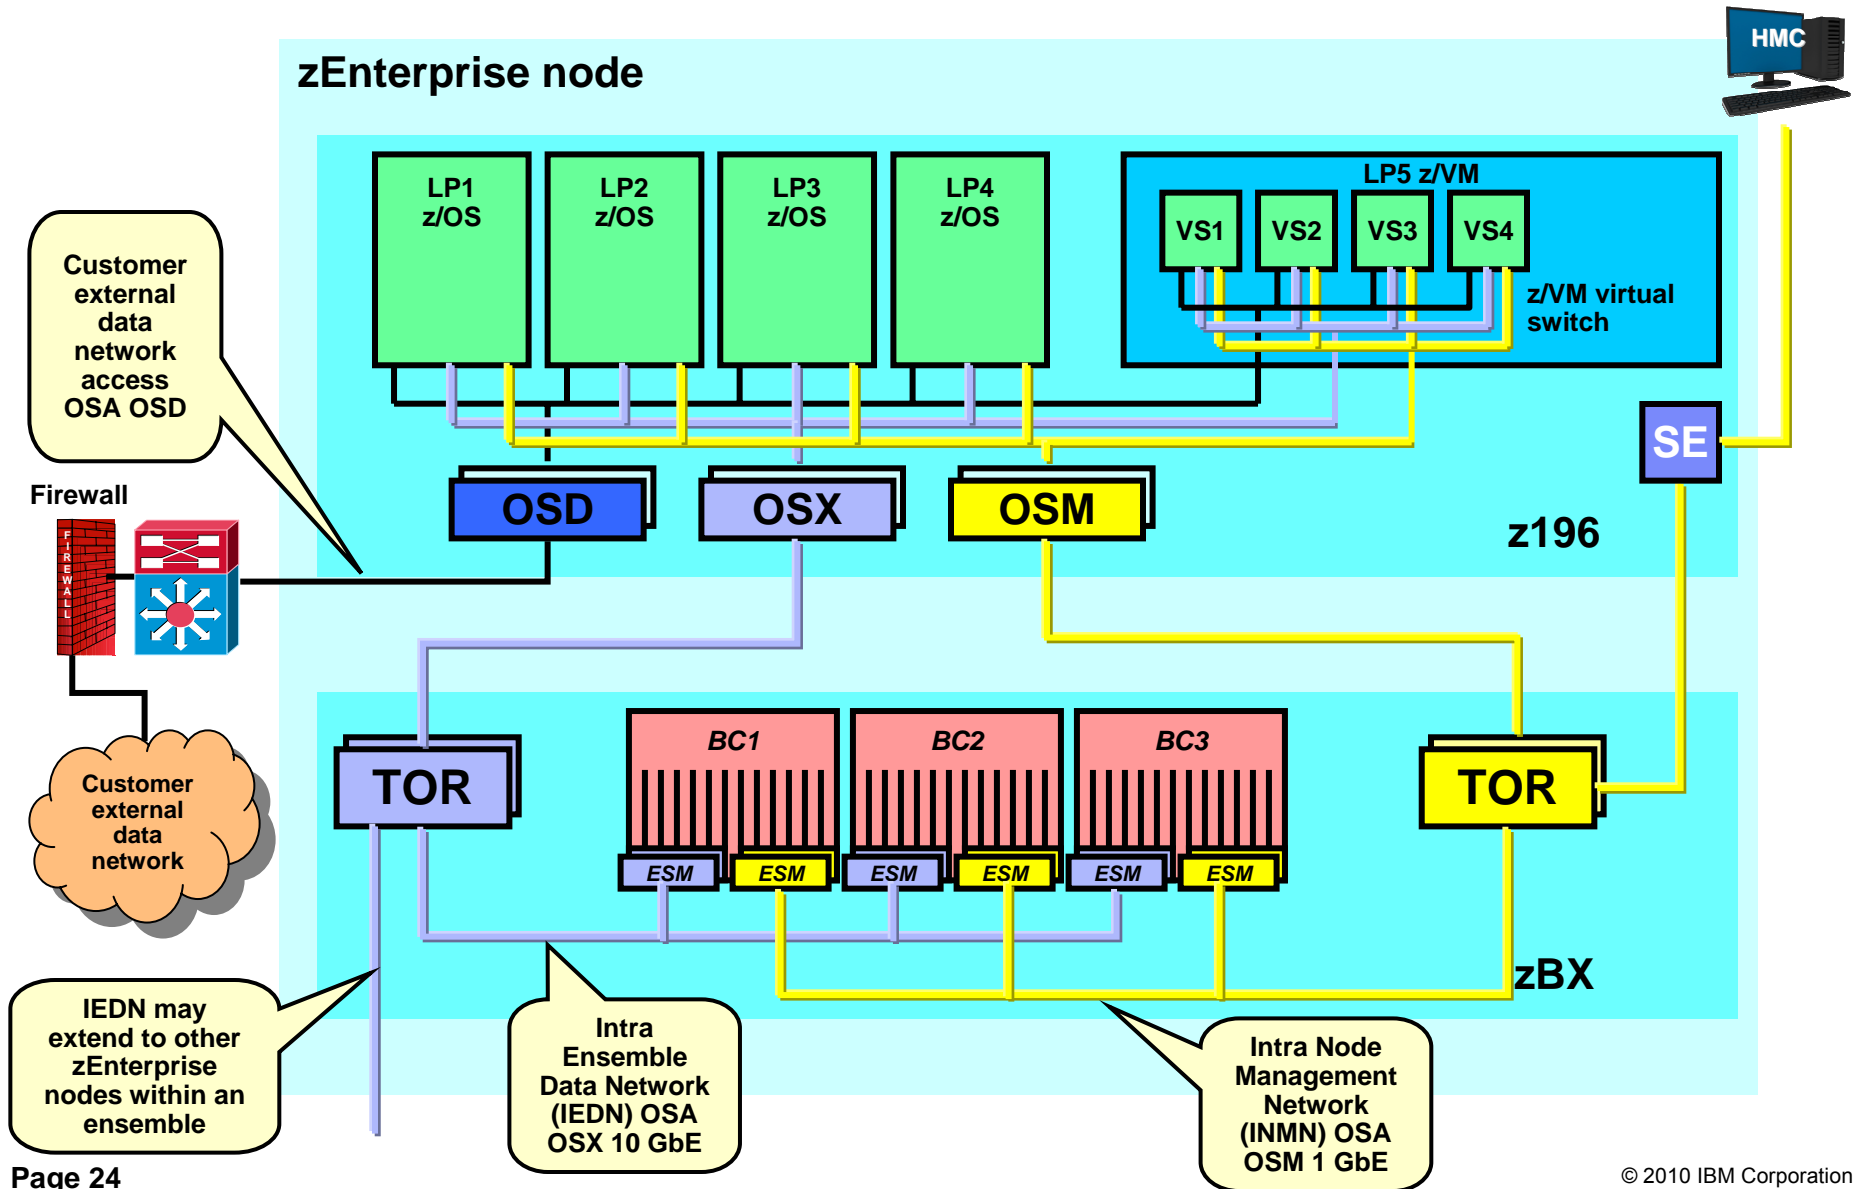 HMC
zEnterprise node
LP1
z/OS
LP2
z/OS
LP3
z/OS
LP4
z/OS
LP5 z/VM
VS1
VS2
VS3
VS4
z/VM virtual
switch
Customer
external
data
network
access
OSA OSD
SE
OSD
OSX
OSM
z196
Firewall
FIREWALL
Customer
external
data
network
TOR
BC1
BC2
BC3
TOR
ESM
ESM
ESM
ESM
ESM
ESM
zBX
IEDN may
extend to other
zEnterprise
nodes within an
ensemble
Intra
Ensemble
Data Network
(IEDN) OSA
OSX 10 GbE
Intra Node
Management
Network
(INMN) OSA
OSM 1 GbE
Page 24
© 2010 IBM Corporation